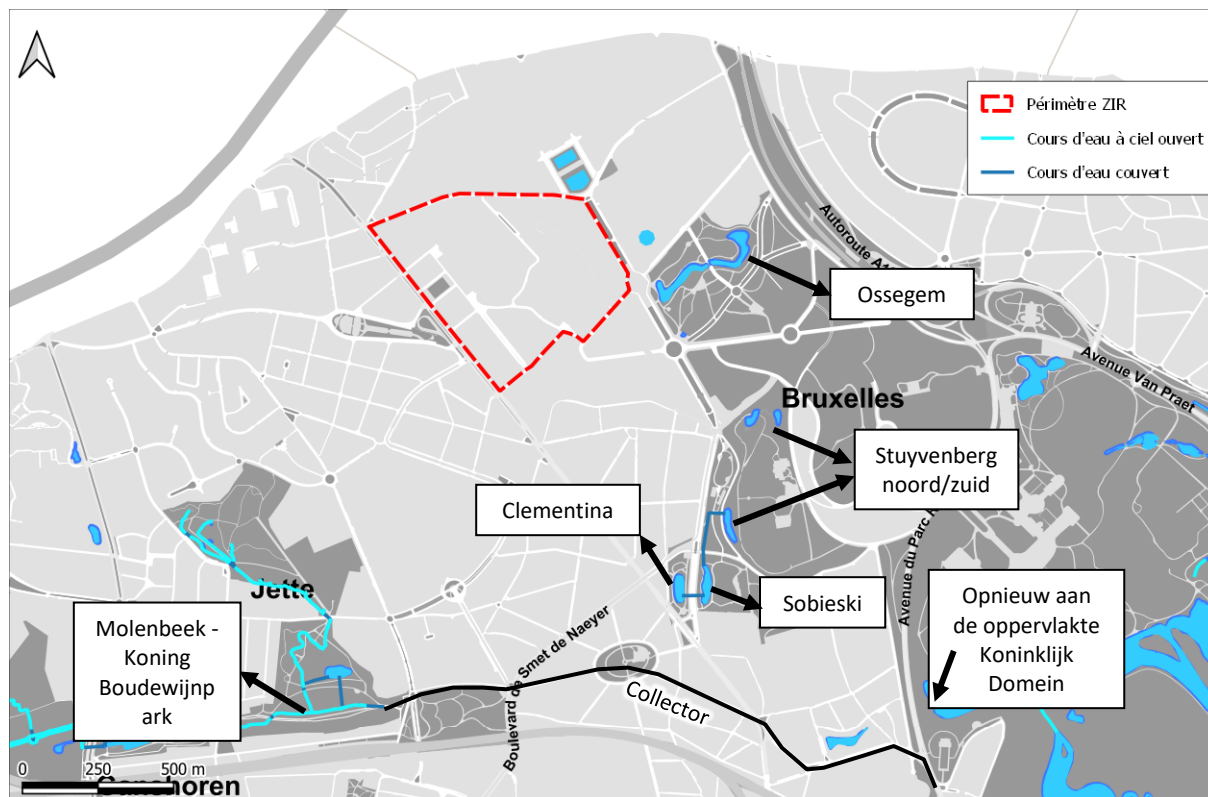 Périmètre ZIR
Cours d'eau à ciel ouvert
Cours d'eau couvert
Autoroute A1
Ossegem
Avenue Van Praet
Bruxelles
Stuyvenberg
noord/zuid
Clementina
Sobieski
Avenue du Parc R
Opnieuw aan
de oppervlakte
Koninklijk
Domein
Jette
Molenbeek -
Koning
Boudewijnp
ark
Boulevard de Smet de Naeyer
Collector
0 250 500 m
Ganshoren